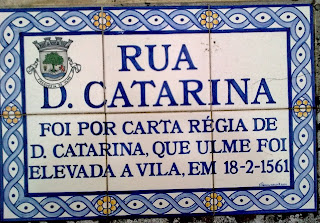 RUA
D. CATARINA
FOI POR CARTA RÉGIA DE
D. CATARINA, QUE ULME FOI
ELEVADA A VILA, EM 18-2-1561